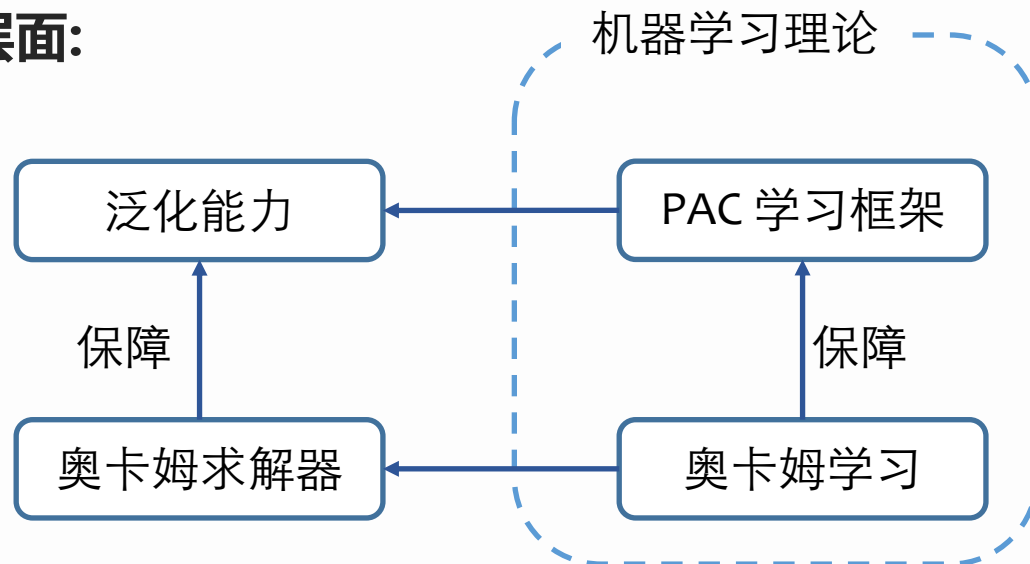 层面:
机器学习理论
泛化能力
PAC 学习框架
保障
保障
奥卡姆求解器
奥卡姆学习